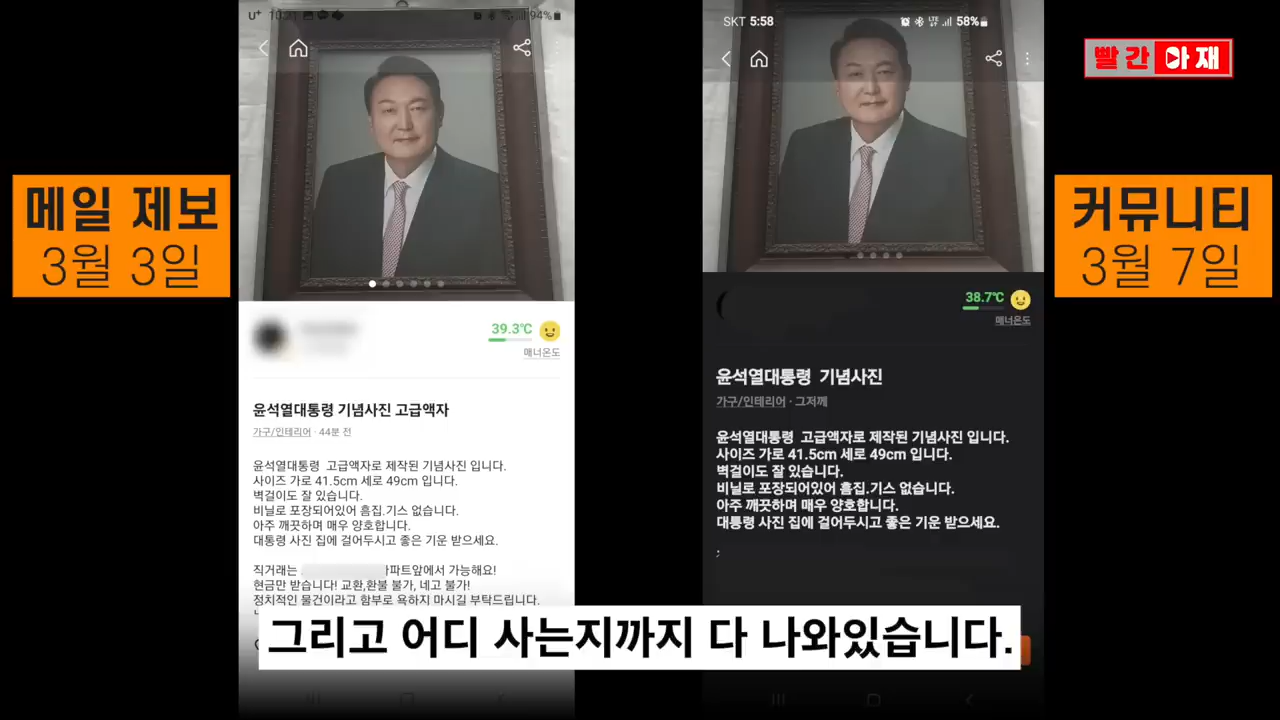 빨간아재
메일 제보
3월 3일
U+ 10:31 94%
39.3℃
매너온도
윤석열대통령 기념사진 고급액자
가구/인테리어 · 44분 전
윤석열대통령 고급액자로 제작된 기념사진 입니다.
사이즈 가로 41.5cm 세로 49cm 입니다.
벽걸이도 잘 있습니다.
비닐로 포장되어있어 흠집.기스 없습니다.
아주 깨끗하며 매우 양호합니다.
대통령 사진 집에 걸어두시고 좋은 기운 받으세요.
직거래는 파트앞에서 가능해요!
현금만 받습니다! 교환,환불 불가, 네고 불가!
정치적인 물건이라고 함부로 욕하지 마시길 부탁드립니다.
SKT 5:58 LTE 58%
38.7℃
매너온도
윤석열대통령 기념사진
가구/인테리어 · 그저께
윤석열대통령 고급액자로 제작된 기념사진 입니다.
사이즈 가로 41.5cm 세로 49cm 입니다.
벽걸이도 잘 있습니다.
비닐로 포장되어있어 흠집.기스 없습니다.
아주 깨끗하며 매우 양호합니다.
대통령 사진 집에 걸어두시고 좋은 기운 받으세요.
커뮤니티
3월 7일
그리고 어디 사는지까지 다 나와있습니다.